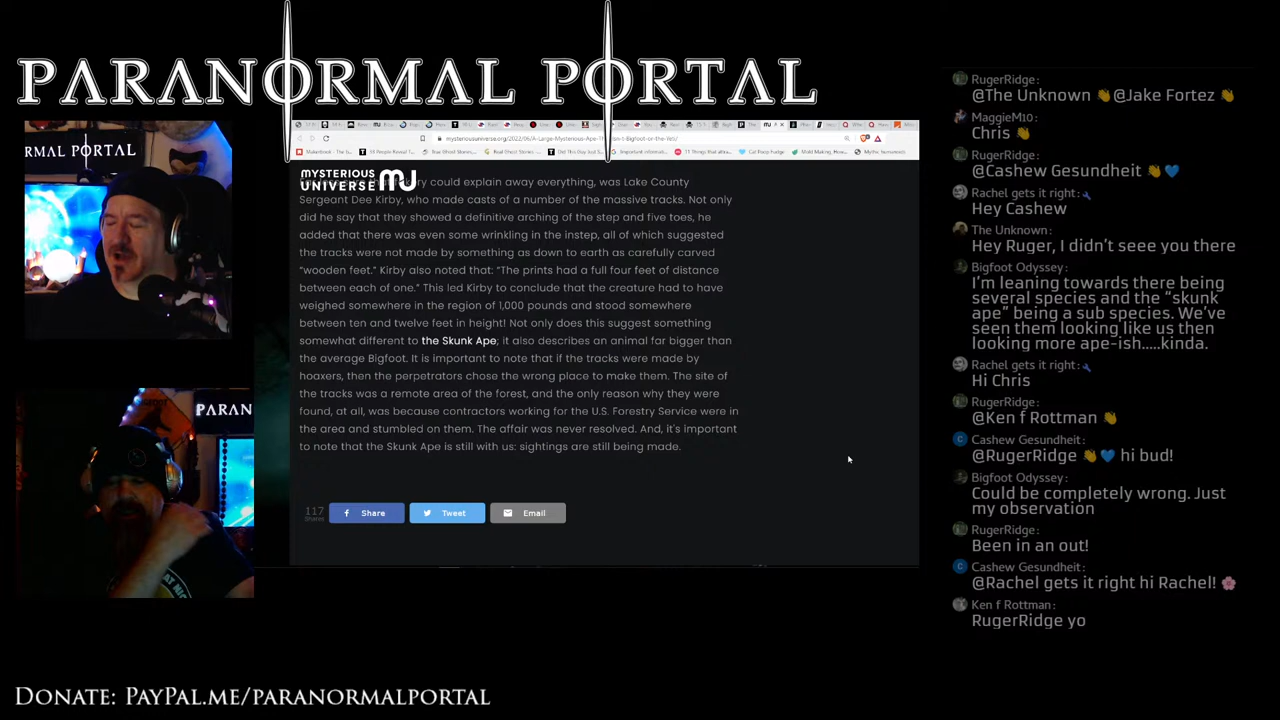 PARANORMAL PORTAL
RMAL PORTAL
PARAN
mysteriousuniverse.org/2022/06/A-Large-Mysterious-Ape-
t-Bigfoot-or-the-Yeti/
MYSTERIOUS
UNIVERSE
could explain away everything, was Lake County
Sergeant Dee Kirby, who made casts of a number of the massive tracks. Not only
did he say that they showed a definitive arching of the step and five toes, he
added that there was even some wrinkling in the instep, all of which suggested
the tracks were not made by something as down to earth as carefully carved
“wooden feet.” Kirby also noted that: “The prints had a full four feet of distance
between each of one.” This led Kirby to conclude that the creature had to have
weighed somewhere in the region of 1,000 pounds and stood somewhere
between ten and twelve feet in height! Not only does this suggest something
somewhat different to the Skunk Ape; it also describes an animal far bigger than
the average Bigfoot. It is important to note that if the tracks were made by
hoaxers, then the perpetrators chose the wrong place to make them. The site of
the tracks was a remote area of the forest, and the only reason why they were
found, at all, was because contractors working for the U.S. Forestry Service were in
the area and stumbled on them. The affair was never resolved. And, it's important
to note that the Skunk Ape is still with us: sightings are still being made.
117
Shares
Share
Tweet
Email
RugerRidge:
@The Unknown 👋@Jake Fortez 👋
MaggieM10:
Chris 👋
RugerRidge:
@Cashew Gesundheit 👋💙
Rachel gets it right:
Hey Cashew
The Unknown:
Hey Ruger, I didn’t seee you there
Bigfoot Odyssey:
I’m leaning towards there being
several species and the “skunk
ape” being a sub species. We’ve
seen them looking like us then
looking more ape-ish.....kinda.
Rachel gets it right:
Hi Chris
RugerRidge:
@Ken f Rottman 👋
Cashew Gesundheit:
@RugerRidge 👋💙 hi bud!
Bigfoot Odyssey:
Could be completely wrong. Just
my observation
RugerRidge:
Been in an out!
Cashew Gesundheit:
@Rachel gets it right hi Rachel! 🌸
Ken f Rottman:
RugerRidge yo
DONATE: PAYPAL.ME/PARANORMALPORTAL